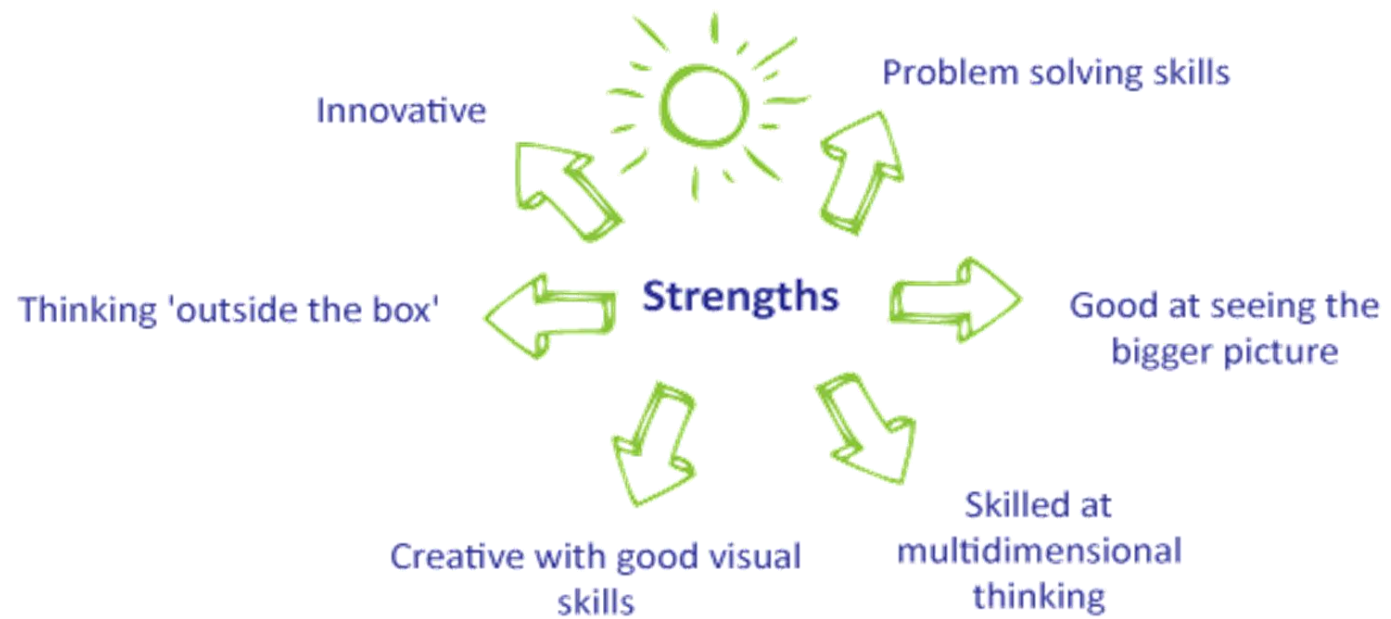 Problem solving skills
Innovative
Strengths
Thinking 'outside the box'
Good at seeing the
bigger picture
Skilled at
multidimensional
thinking
Creative with good visual
skills